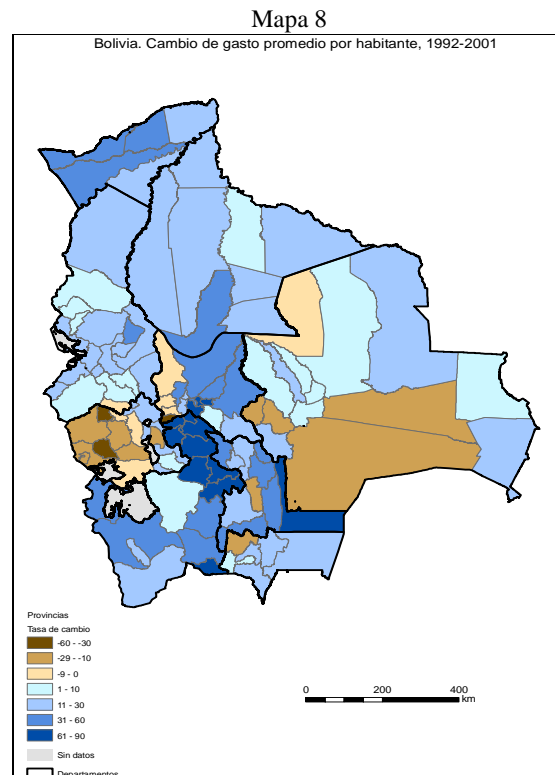 Mapa 8
Bolivia. Cambio de gasto promedio por habitante, 1992-2001
Provincias
Tasa de cambio
-60 - -30
-29 - -10
-9 - 0
1 - 10
11 - 30
31 - 60
61 - 90
Sin datos
Departamentos
0 200 400
km